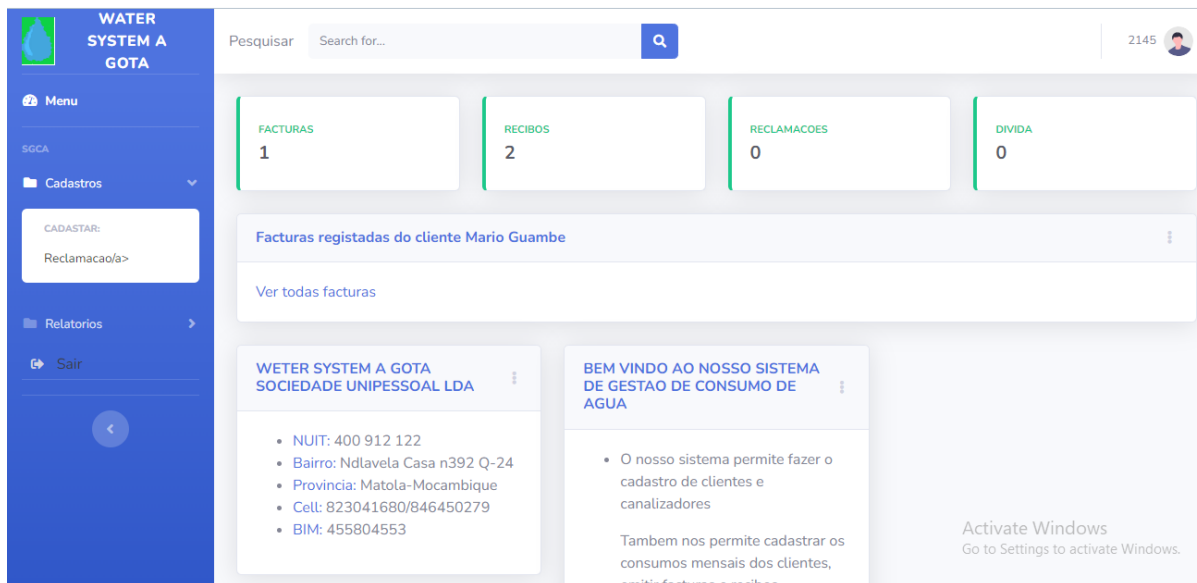 WATER
SYSTEM A
GOTA
Menu
SGCA
Cadastros
CADASTAR:
Reclamacao/a>
Relatorios
Sair
Pesquisar
Search for...
2145
FACTURAS
1
RECIBOS
2
RECLAMACOES
0
DIVIDA
0
Facturas registadas do cliente Mario Guambe
Ver todas facturas
WETER SYSTEM A GOTA
SOCIEDADE UNIPESSOAL LDA
NUIT: 400 912 122
Bairro: Ndlavela Casa n392 Q-24
Provincia: Matola-Mocambique
Cell: 823041680/846450279
BIM: 455804553
BEM VINDO AO NOSSO SISTEMA
DE GESTAO DE CONSUMO DE
AGUA
O nosso sistema permite fazer o
cadastro de clientes e
canalizadores
Tambem nos permite cadastrar os
consumos mensais dos clientes,
Activate Windows
Go to Settings to activate Windows.